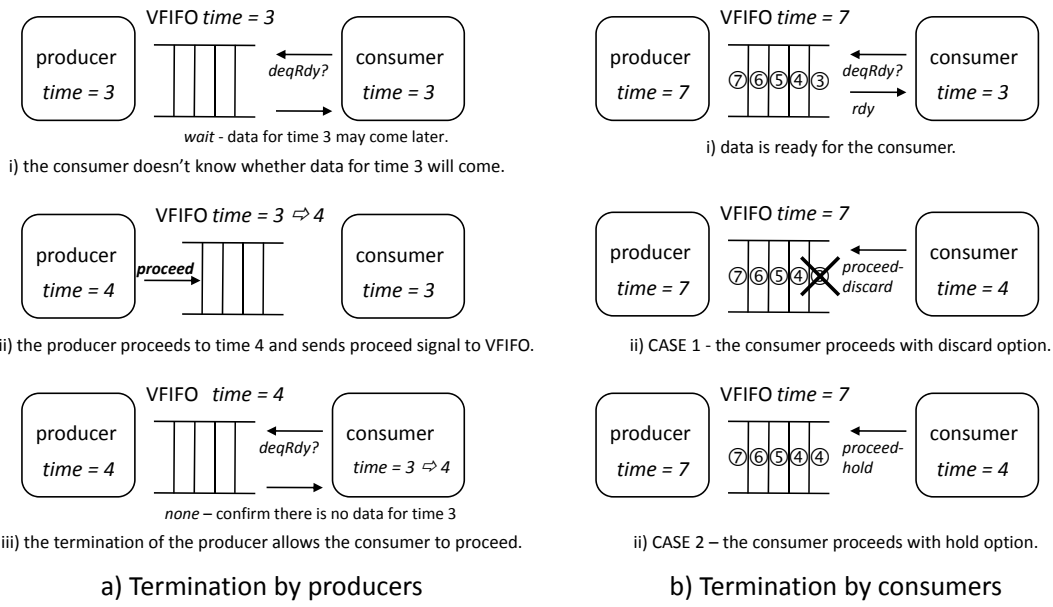 VFIFO time = 3
producer
time = 3
deqRdy?
consumer
time = 3
wait - data for time 3 may come later.
i) the consumer doesn't know whether data for time 3 will come.
VFIFO time = 3 ⇨ 4
producer
time = 4
proceed
consumer
time = 3
ii) the producer proceeds to time 4 and sends proceed signal to VFIFO.
VFIFO time = 4
producer
time = 4
deqRdy?
consumer
time = 3 ⇨ 4
none – confirm there is no data for time 3
iii) the termination of the producer allows the consumer to proceed.
a) Termination by producers
VFIFO time = 7
producer
time = 7
⑦⑥⑤④③
deqRdy?
rdy
consumer
time = 3
i) data is ready for the consumer.
VFIFO time = 7
producer
time = 7
⑦⑥⑤④
proceed-
discard
consumer
time = 4
ii) CASE 1 - the consumer proceeds with discard option.
VFIFO time = 7
producer
time = 7
⑦⑥⑤④④
proceed-
hold
consumer
time = 4
ii) CASE 2 – the consumer proceeds with hold option.
b) Termination by consumers